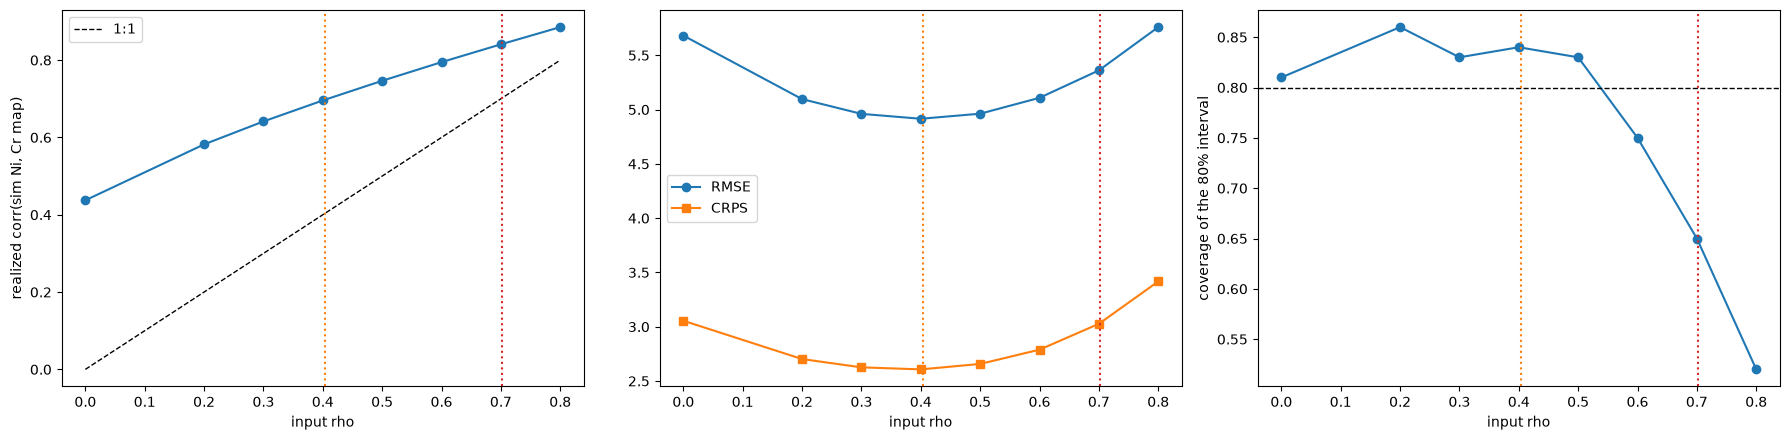 realized corr(sim Ni, Cr map)
0.8
0.6
0.4
0.2
0.0
1:1
0.0 0.1 0.2 0.3 0.4 0.5 0.6 0.7 0.8
input rho
5.5
5.0
4.5
4.0
3.5
3.0
2.5
RMSE
CRPS
0.0 0.1 0.2 0.3 0.4 0.5 0.6 0.7 0.8
input rho
coverage of the 80% interval
0.85
0.80
0.75
0.70
0.65
0.60
0.55
0.0 0.1 0.2 0.3 0.4 0.5 0.6 0.7 0.8
input rho